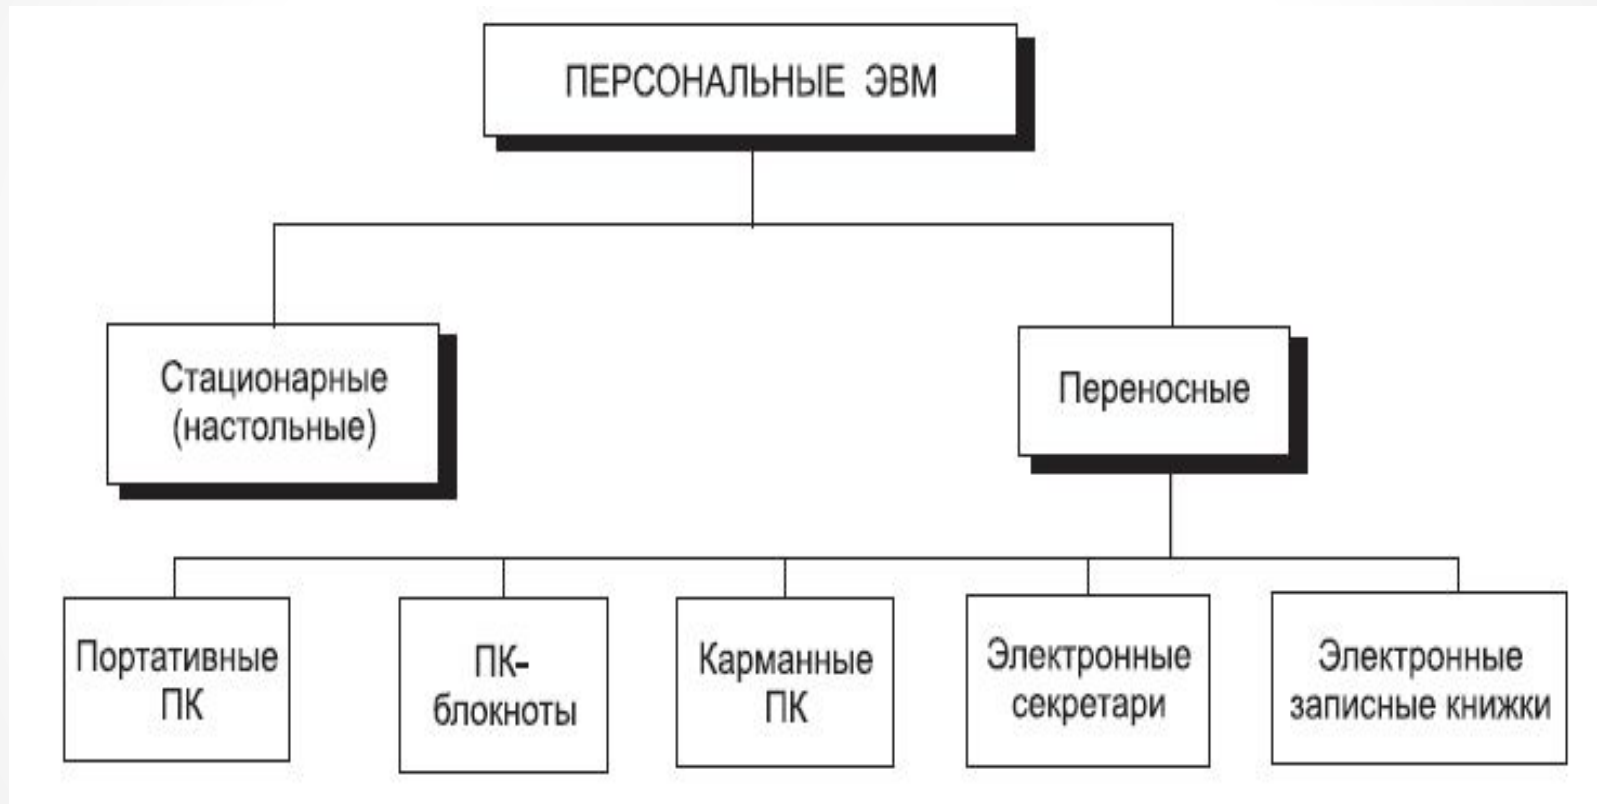 ПЕРСОНАЛЬНЫЕ ЭВМ
Стационарные
(настольные)
Переносные
Портативные
ПК
ПК-
блокноты
Карманные
ПК
Электронные
секретари
Электронные
записные книжки